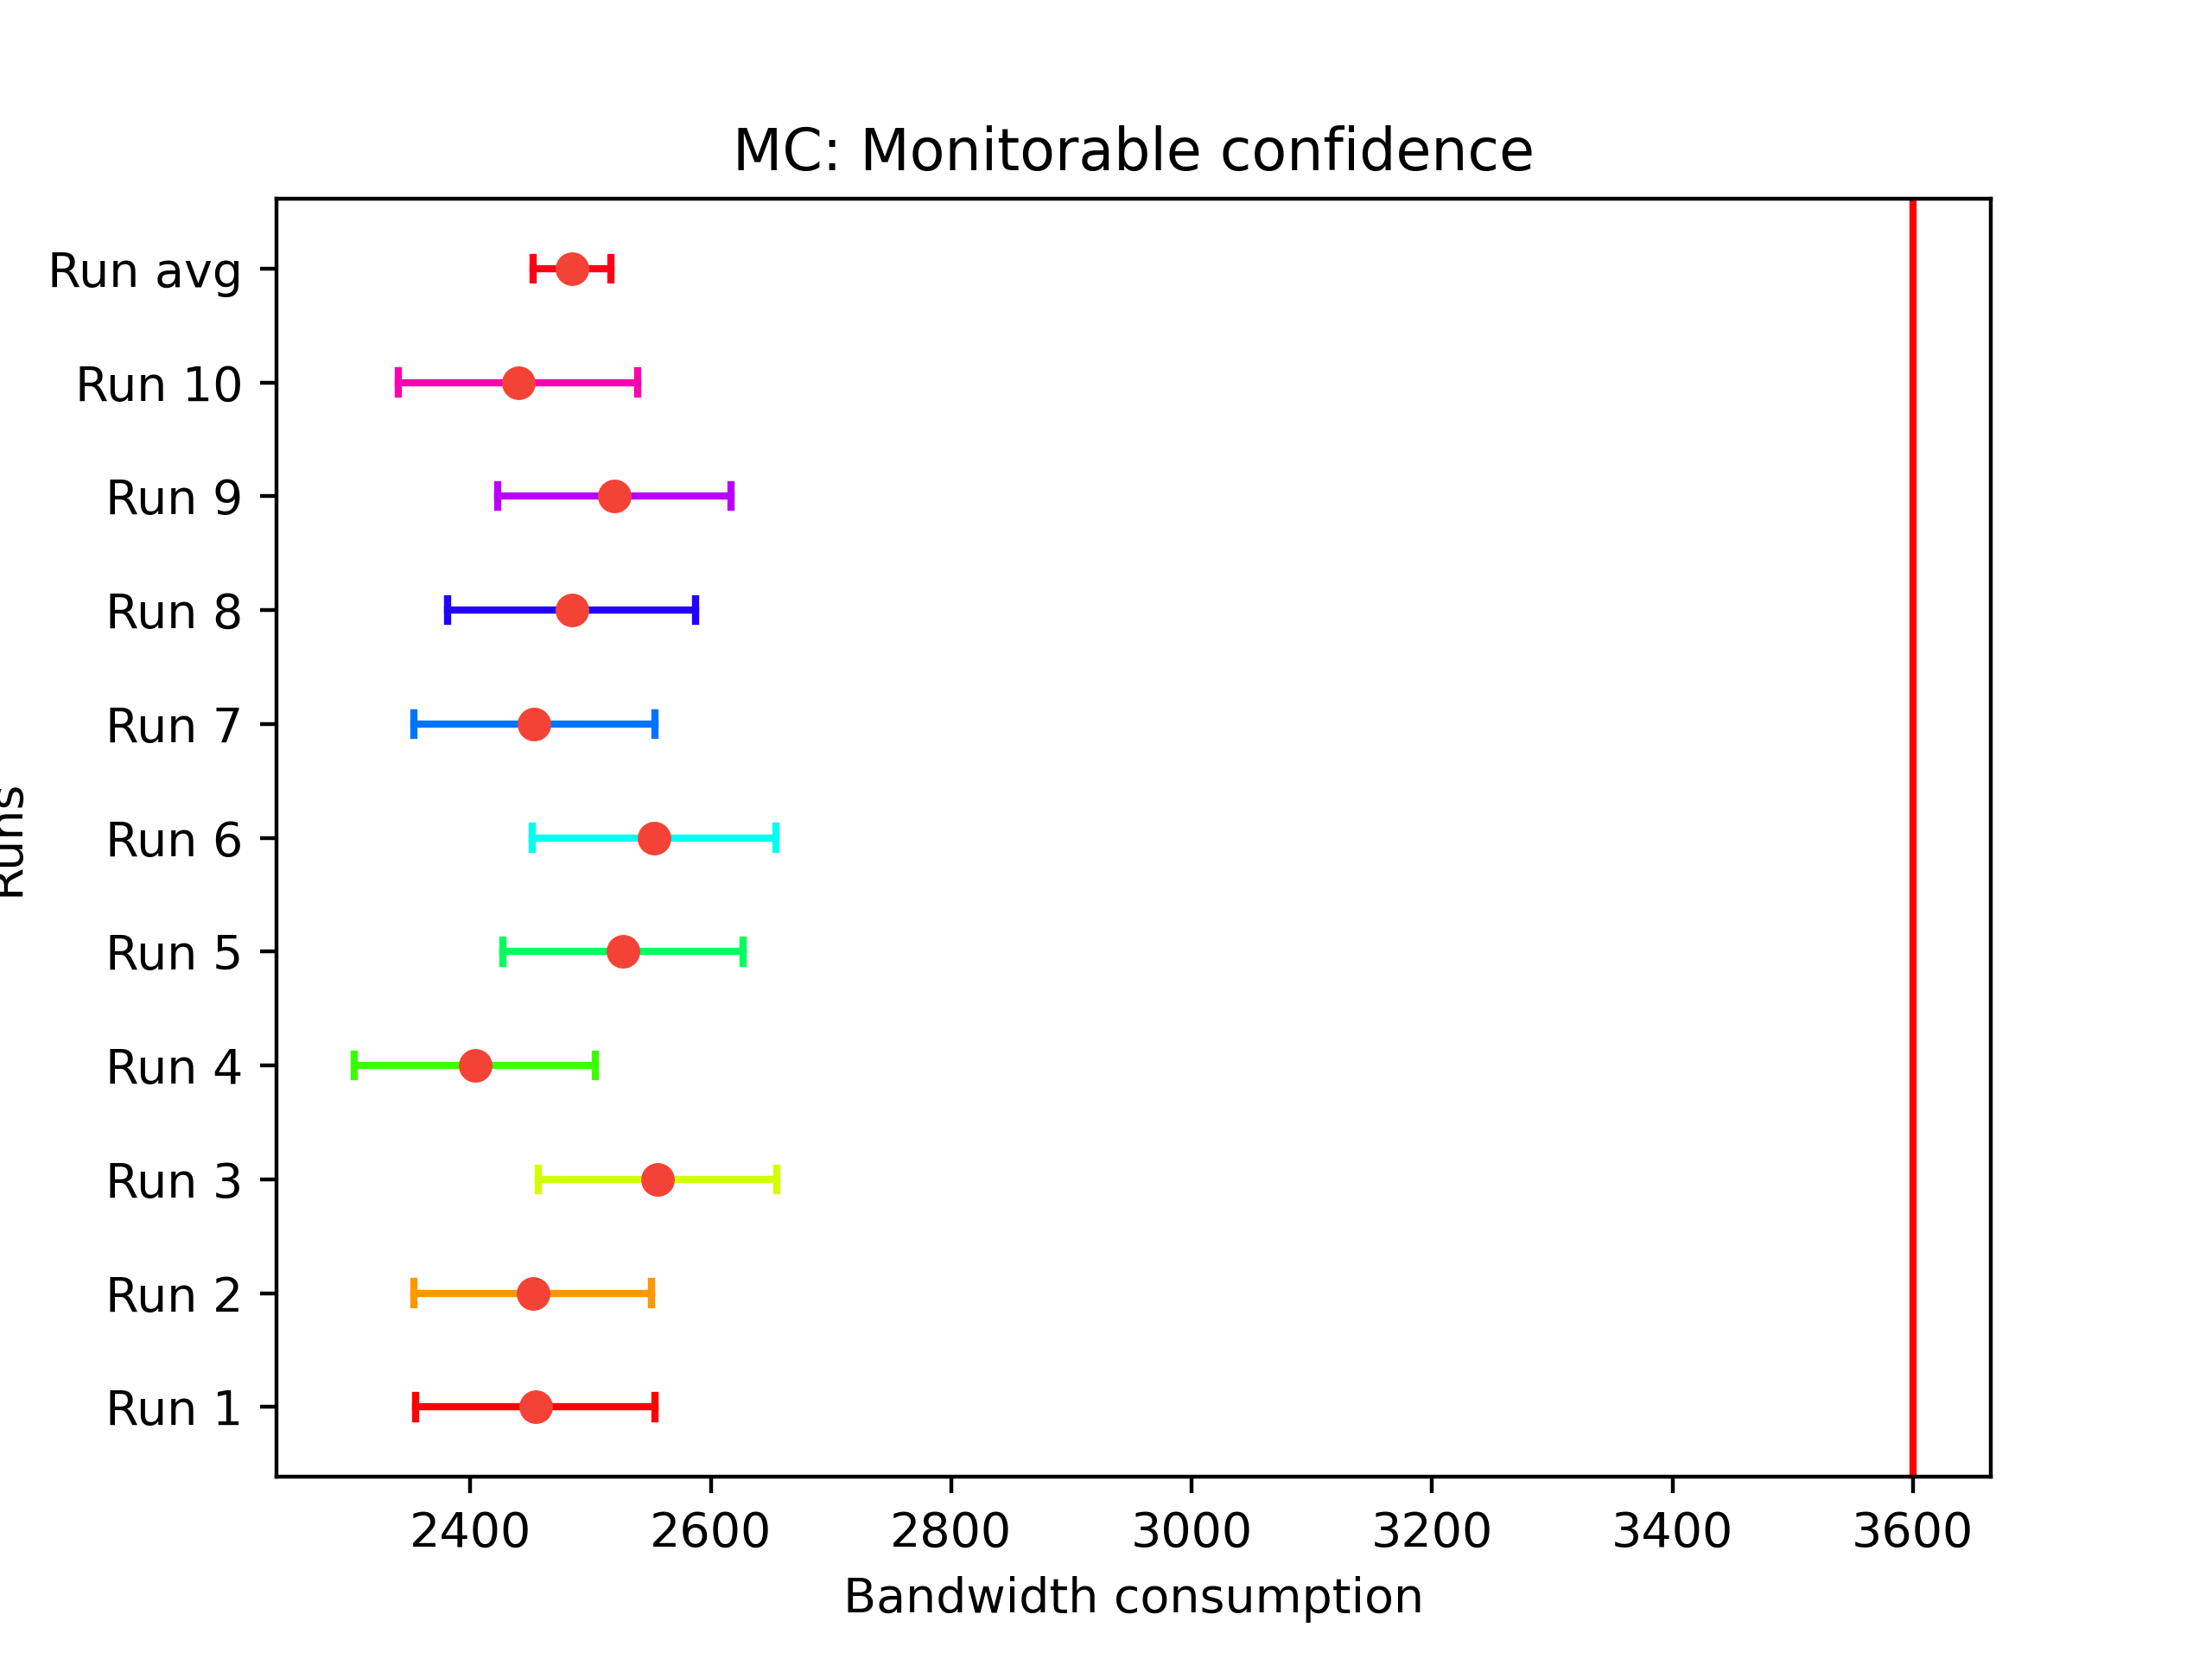 MC: Monitorable confidence
Run avg
Run 10
Run 9
Run 8
Run 7
Run 6
Run 5
Run 4
Run 3
Run 2
Run 1
Runs
2400 2600 2800 3000 3200 3400 3600
Bandwidth consumption